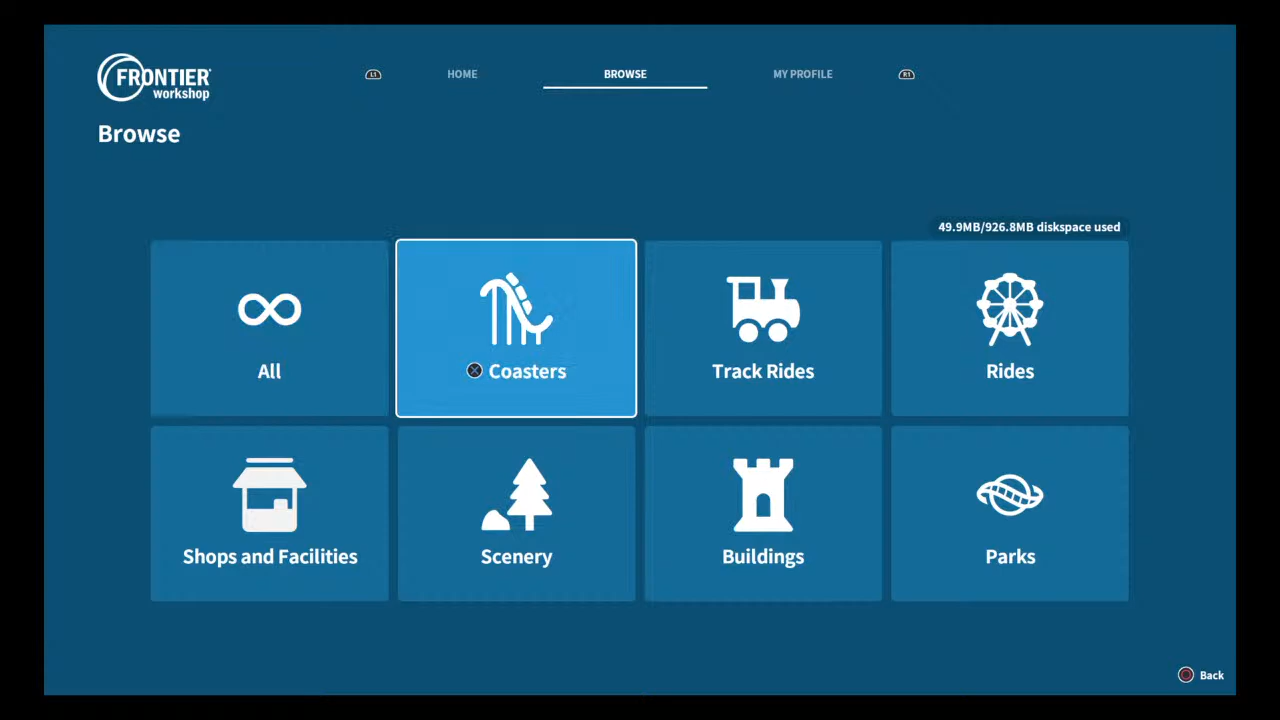 FRONTIER
workshop
L1
HOME
BROWSE
MY PROFILE
R1
Browse
49.9MB/926.8MB diskspace used
All
Coasters
Track Rides
Rides
Shops and Facilities
Scenery
Buildings
Parks
Back